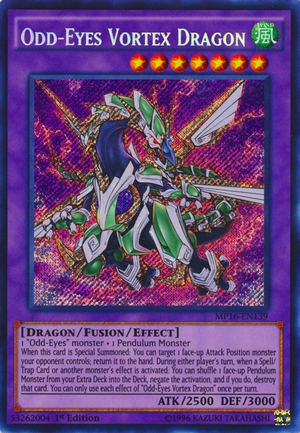 ODD-EYES VORTEX DRAGON
WIND
風
MP16-EN139
[DRAGON/FUSION/EFFECT]
1 "Odd-Eyes" monster + 1 Pendulum Monster
When this card is Special Summoned: You can target 1 face-up Attack Position monster
your opponent controls; return it to the hand. During either player's turn, when a Spell/
Trap Card or another monster's effect is activated: You can shuffle 1 face-up Pendulum
Monster from your Extra Deck into the Deck, negate the activation, and if you do, destroy
that card. You can only use each effect of "Odd-Eyes Vortex Dragon" once per turn.
ATK/2500 DEF/3000
53262004 1st Edition ©1996 KAZUKI TAKAHASHI